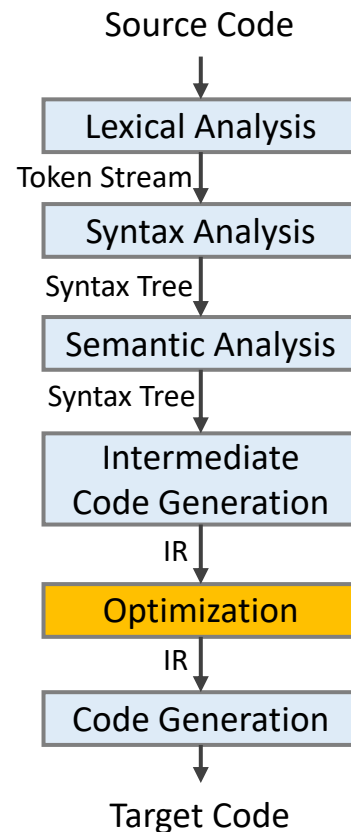 Source Code
Lexical Analysis
Token Stream
Syntax Analysis
Syntax Tree
Semantic Analysis
Syntax Tree
Intermediate
Code Generation
IR
Optimization
IR
Code Generation
Target Code